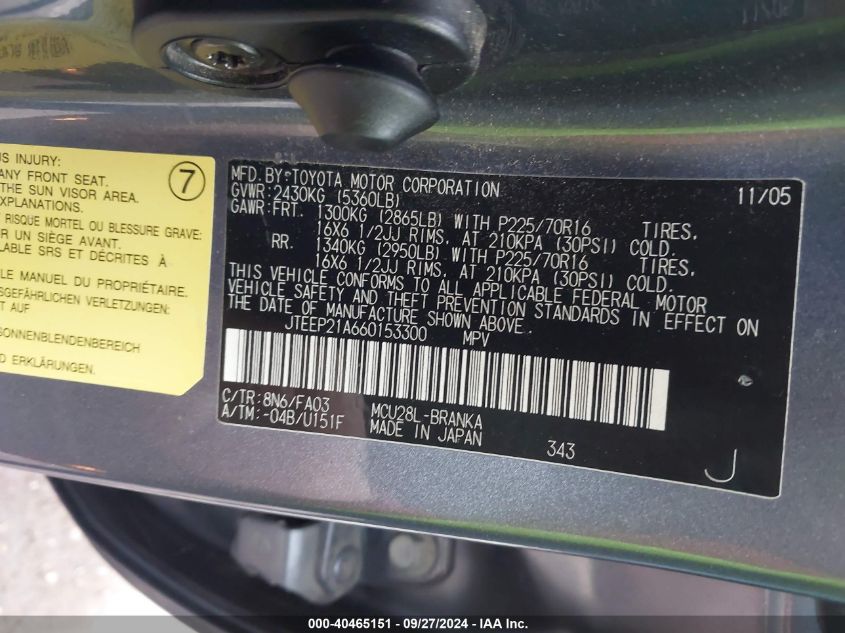 11/05
US INJURY:
ANY FRONT SEAT.
THE SUN VISOR AREA.
EXPLANATIONS.
7
RISQUE MORTEL OU BLESSURE GRAVE:
UR UN SIÈGE AVANT.
ALABLE SRS ET DÉCRITES À
LE MANUEL DU PROPRIÉTAIRE.
SGEFÄHRLICHEN VERLETZUNGEN:
T AUF
SONNENBLENDENBEREICH
D ERKLÄRUNGEN.
MFD. BY: TOYOTA MOTOR CORPORATION 11/05
GVWR: 2430KG (5360LB)
GAWR: FRT. 1300KG (2865LB) WITH P225/70R16 TIRES,
16X6 1/2JJ RIMS, AT 210KPA (30PSI) COLD.
RR. 1340KG (2950LB) WITH P225/70R16 TIRES,
16X6 1/2JJ RIMS, AT 210KPA (30PSI) COLD.
THIS VEHICLE CONFORMS TO ALL APPLICABLE FEDERAL MOTOR
VEHICLE SAFETY AND THEFT PREVENTION STANDARDS IN EFFECT ON
THE DATE OF MANUFACTURE SHOWN ABOVE.
JTEEP21A660153300 MPV
C/TR: 8N6/FA03 MCU28L-BRANKA
A/TM: -04B/U151F MADE IN JAPAN 343
J
000-40465151 - 09/27/2024 - IAA Inc.